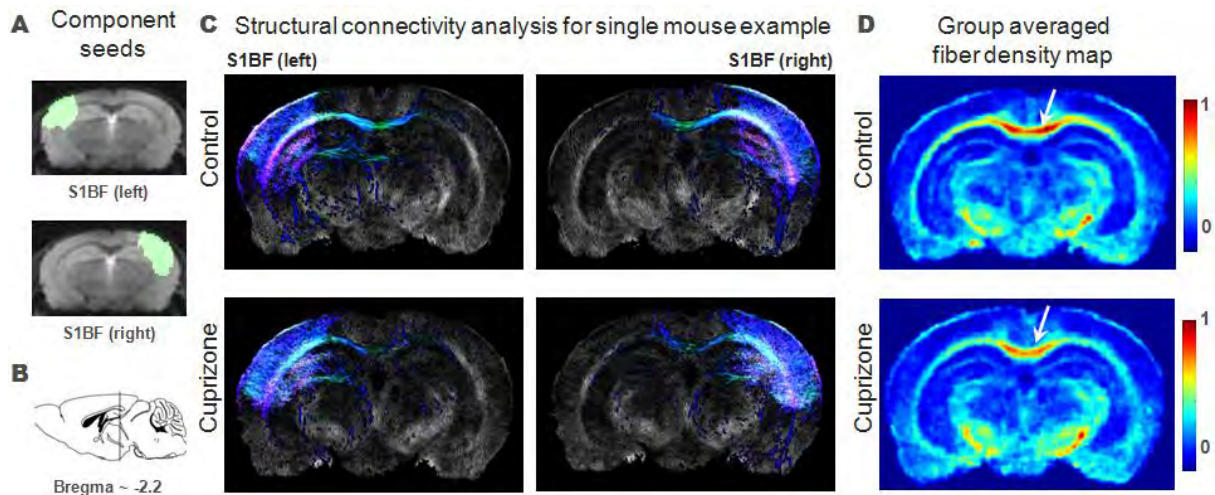 A
Component
seeds
S1BF (left)
S1BF (right)
B
Bregma ~ -2.2
C
Structural connectivity analysis for single mouse example
S1BF (left)
S1BF (right)
Control
Cuprizone
D
Group averaged
fiber density map
Control
1
0
Cuprizone
1
0